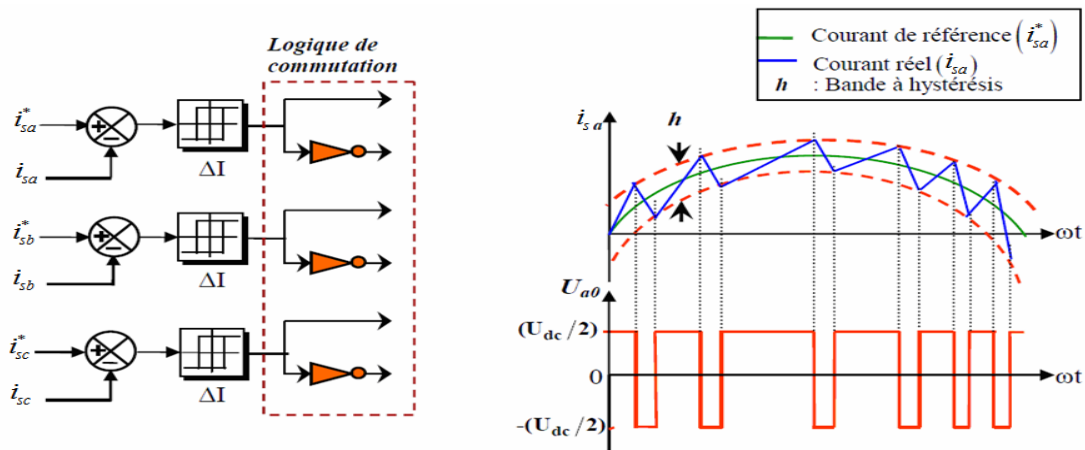 Logique de
commutation
i*sa
isa
ΔI
i*sb
isb
ΔI
i*sc
isc
ΔI
Courant de référence (i*sa)
Courant réel (isa)
h : Bande à hystérésis
isa
h
ωt
Ua0
(Udc/2)
0
ωt
-(Udc/2)